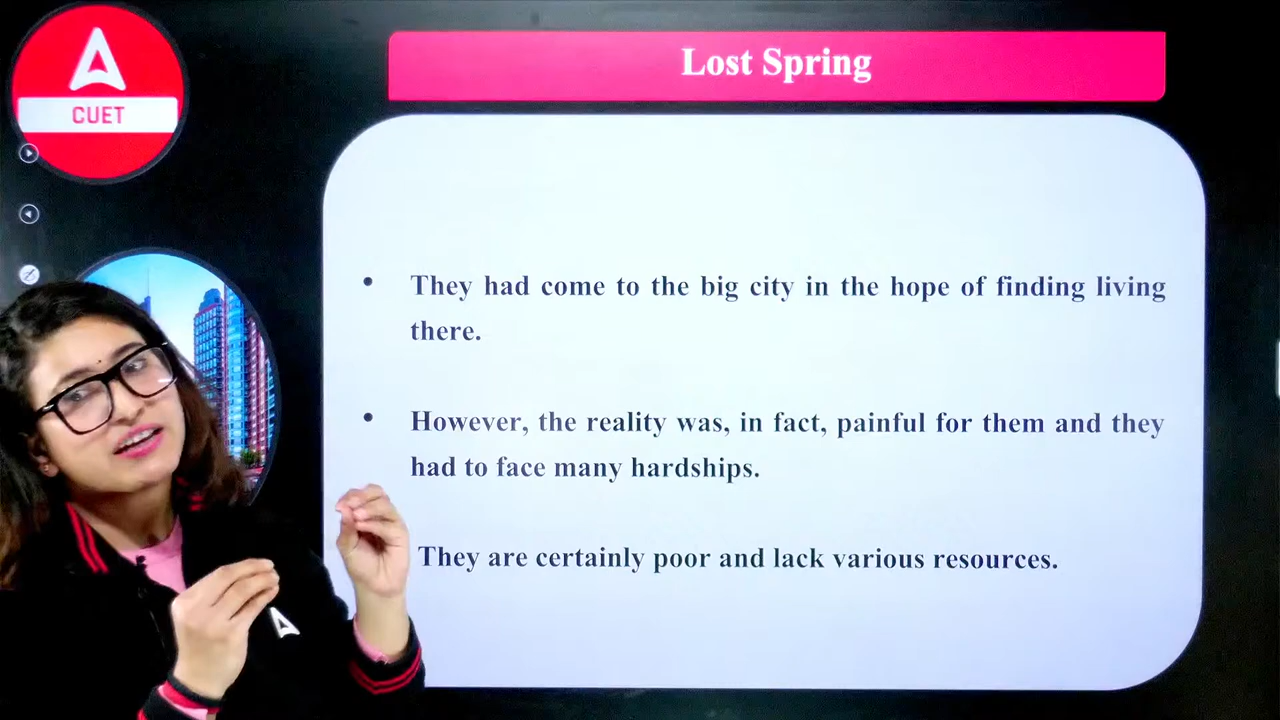 CUET
Lost Spring
They had come to the big city in the hope of finding living
there.
However, the reality was, in fact, painful for them and they
had to face many hardships.
They are certainly poor and lack various resources.